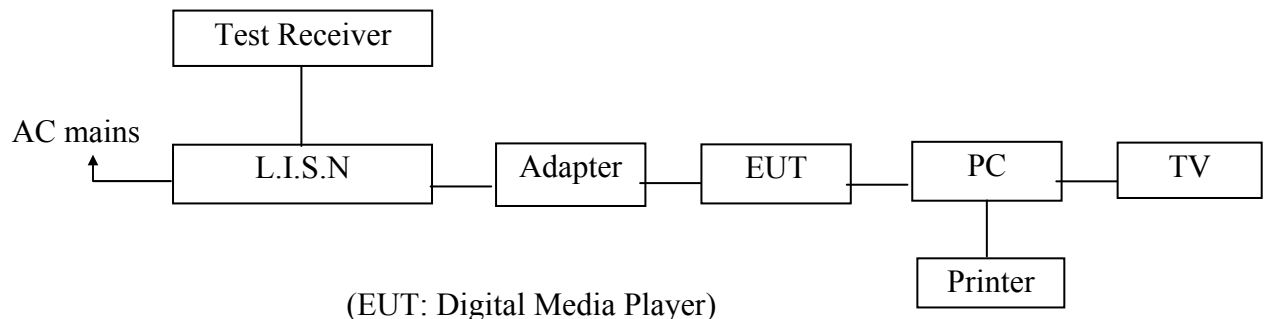 Test Receiver
AC mains
L.I.S.N
Adapter
EUT
PC
TV
Printer
(EUT: Digital Media Player)